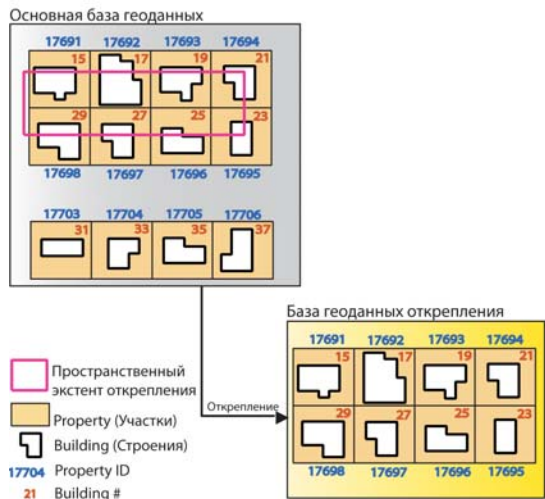 Основная база геоданных
17691 17692 17693 17694
15 17 19 21
29 27 25 23
17698 17697 17696 17695
17703 17704 17705 17706
31 33 35 37
База геоданных открепления
17691 17692 17693 17694
15 17 19 21
29 27 25 23
17698 17697 17696 17695
Открепление
Пространственный
экстент открепления
Property (Участки)
Building (Строения)
17704 Property ID
21 Building #